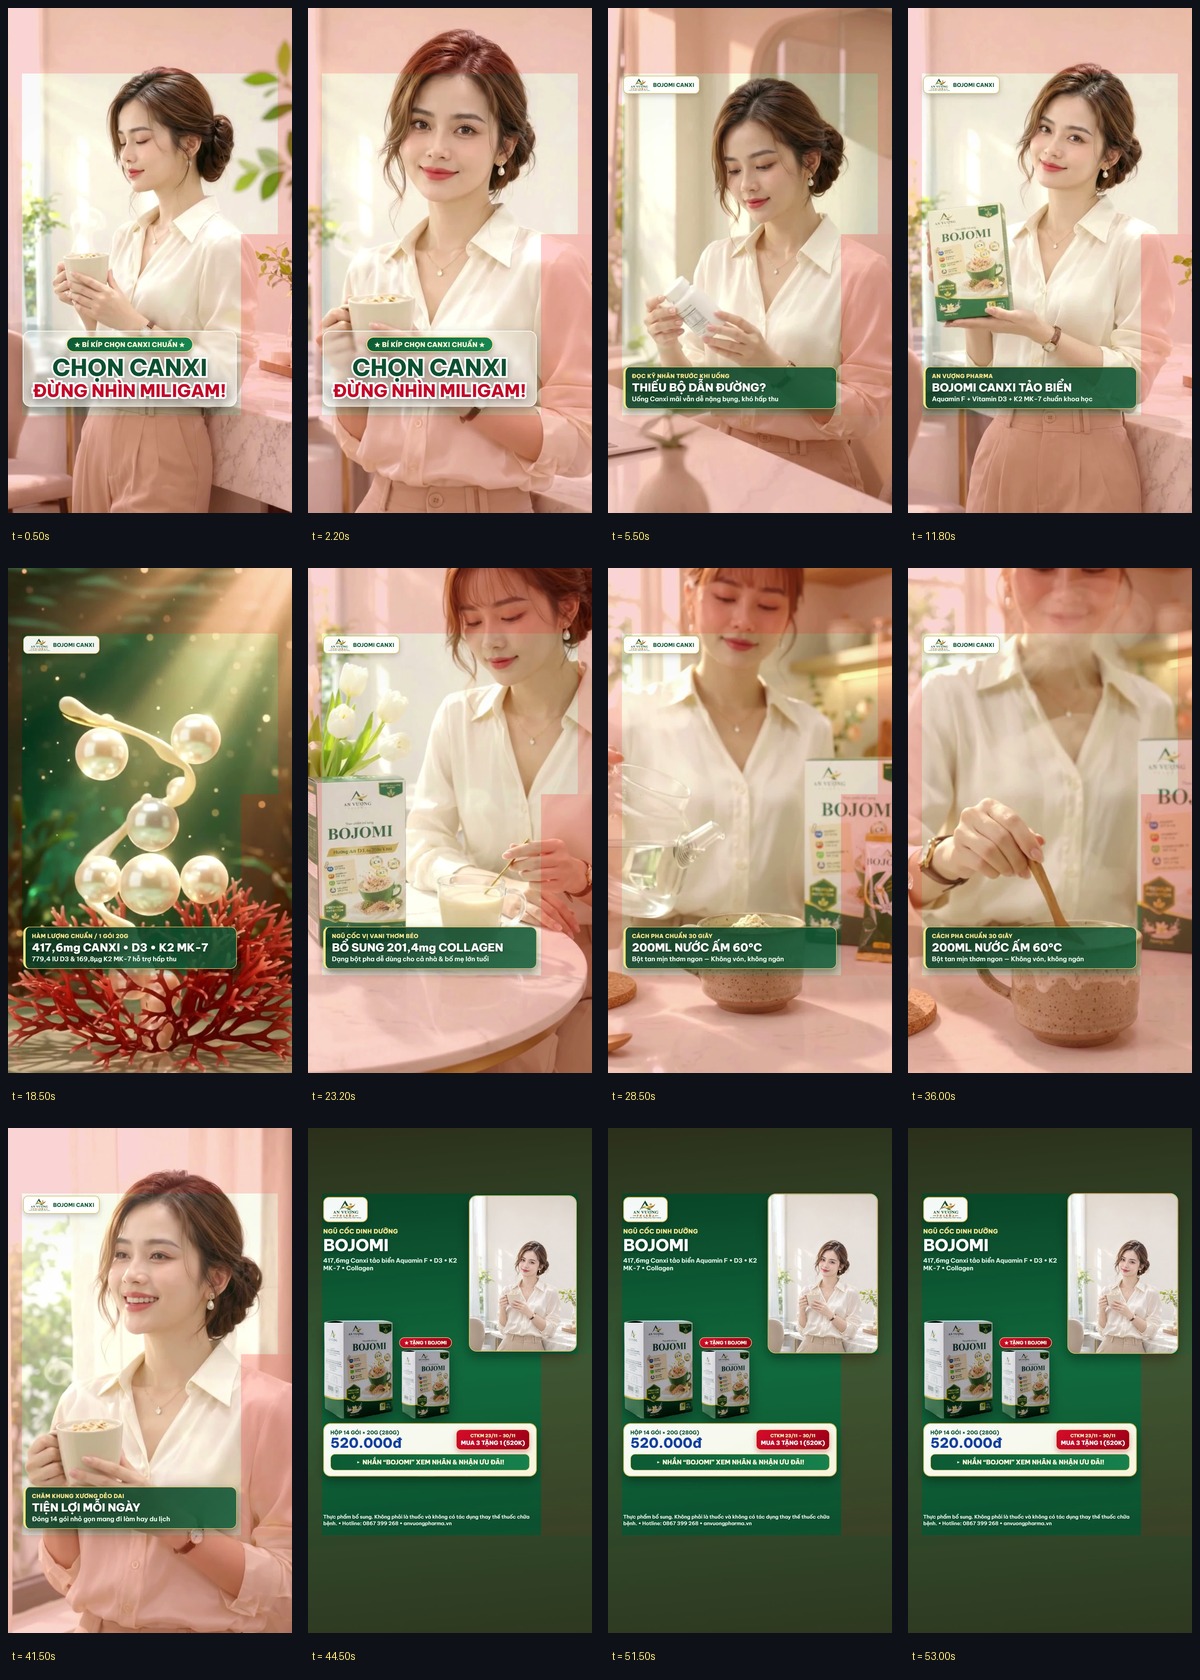 ★ BÍ KÍP CHỌN CANXI CHUẨN ★
CHỌN CANXI
ĐỪNG NHÌN MILIGAM!
t = 0.50s
★ BÍ KÍP CHỌN CANXI CHUẨN ★
CHỌN CANXI
ĐỪNG NHÌN MILIGAM!
t = 2.20s
BOJOMI CANXI
ĐỌC KỸ NHÃN TRƯỚC KHI UỐNG
THIẾU BỘ DẪN ĐƯỜNG?
Uống Canxi mãi vẫn dễ nặng bụng, khó hấp thu
t = 5.50s
BOJOMI CANXI
AN VƯỢNG
BOJOMI
AN VƯỢNG PHARMA
BOJOMI CANXI TẢO BIỂN
Aquamin F + Vitamin D3 + K2 MK-7 chuẩn khoa học
t = 11.80s
BOJOMI CANXI
HÀM LƯỢNG CHUẨN / 1 GÓI 20G
417,6mg CANXI • D3 • K2 MK-7
779,4 IU D3 & 169,8µg K2 MK-7 hỗ trợ hấp thu
t = 18.50s
BOJOMI CANXI
AN VƯỢNG
BOJOMI
NGŨ CỐC VỊ VANI THƠM BÉO
BỔ SUNG 201,4mg COLLAGEN
Dạng bột pha dễ dùng cho cả nhà & bố mẹ lớn tuổi
t = 23.20s
BOJOMI CANXI
AN VƯỢNG
BOJOM
CÁCH PHA CHUẨN 30 GIÂY
200ML NƯỚC ẤM 60°C
Bột tan mịn thơm ngon — Không vón, không ngán
t = 28.50s
BOJOMI CANXI
BO
CÁCH PHA CHUẨN 30 GIÂY
200ML NƯỚC ẤM 60°C
Bột tan mịn thơm ngon — Không vón, không ngán
t = 36.00s
BOJOMI CANXI
CHĂM KHUNG XƯƠNG DẺO DAI
TIỆN LỢI MỖI NGÀY
Đóng 14 gói nhỏ gọn mang đi làm hay du lịch
t = 41.50s
AN VƯỢNG
NGŨ CỐC DINH DƯỠNG
BOJOMI
417,6mg Canxi tảo biển Aquamin F • D3 • K2
MK-7 • Collagen
BOJOMI
★ TẶNG 1 BOJOMI
BOJOMI
HỘP 14 GÓI × 20G (280G)
520.000đ
CTKM 23/11 – 30/11
MUA 3 TẶNG 1 (520K)
NHẮN "BOJOMI" XEM NHÃN & NHẬN ƯU ĐÃI!
Thực phẩm bổ sung. Không phải là thuốc và không có tác dụng thay thế thuốc chữa
bệnh. • Hotline: 0867 399 268 • anvuongpharma.vn
t = 44.50s
AN VƯỢNG
NGŨ CỐC DINH DƯỠNG
BOJOMI
417,6mg Canxi tảo biển Aquamin F • D3 • K2
MK-7 • Collagen
BOJOMI
★ TẶNG 1 BOJOMI
BOJOMI
HỘP 14 GÓI × 20G (280G)
520.000đ
CTKM 23/11 – 30/11
MUA 3 TẶNG 1 (520K)
NHẮN "BOJOMI" XEM NHÃN & NHẬN ƯU ĐÃI!
Thực phẩm bổ sung. Không phải là thuốc và không có tác dụng thay thế thuốc chữa
bệnh. • Hotline: 0867 399 268 • anvuongpharma.vn
t = 51.50s
AN VƯỢNG
NGŨ CỐC DINH DƯỠNG
BOJOMI
417,6mg Canxi tảo biển Aquamin F • D3 • K2
MK-7 • Collagen
BOJOMI
★ TẶNG 1 BOJOMI
BOJOMI
HỘP 14 GÓI × 20G (280G)
520.000đ
CTKM 23/11 – 30/11
MUA 3 TẶNG 1 (520K)
NHẮN "BOJOMI" XEM NHÃN & NHẬN ƯU ĐÃI!
Thực phẩm bổ sung. Không phải là thuốc và không có tác dụng thay thế thuốc chữa
bệnh. • Hotline: 0867 399 268 • anvuongpharma.vn
t = 53.00s